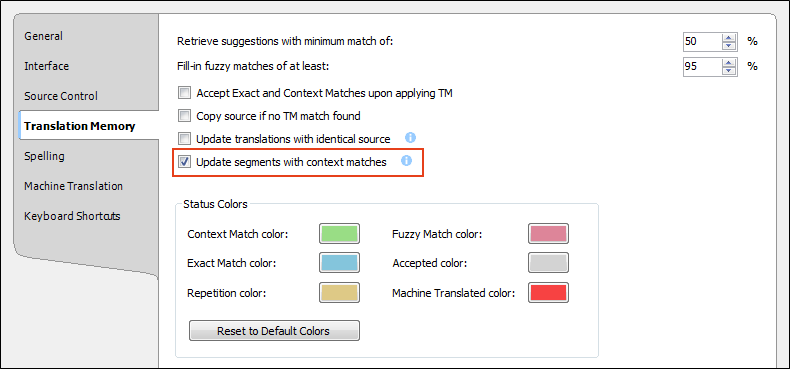 General
Interface
Source Control
Translation Memory
Spelling
Machine Translation
Keyboard Shortcuts
Retrieve suggestions with minimum match of: 50 %
Fill-in fuzzy matches of at least: 95 %
Accept Exact and Context Matches upon applying TM
Copy source if no TM match found
Update translations with identical source i
Update segments with context matches i
Status Colors
Context Match color: Fuzzy Match color:
Exact Match color: Accepted color:
Repetition color: Machine Translated color:
Reset to Default Colors